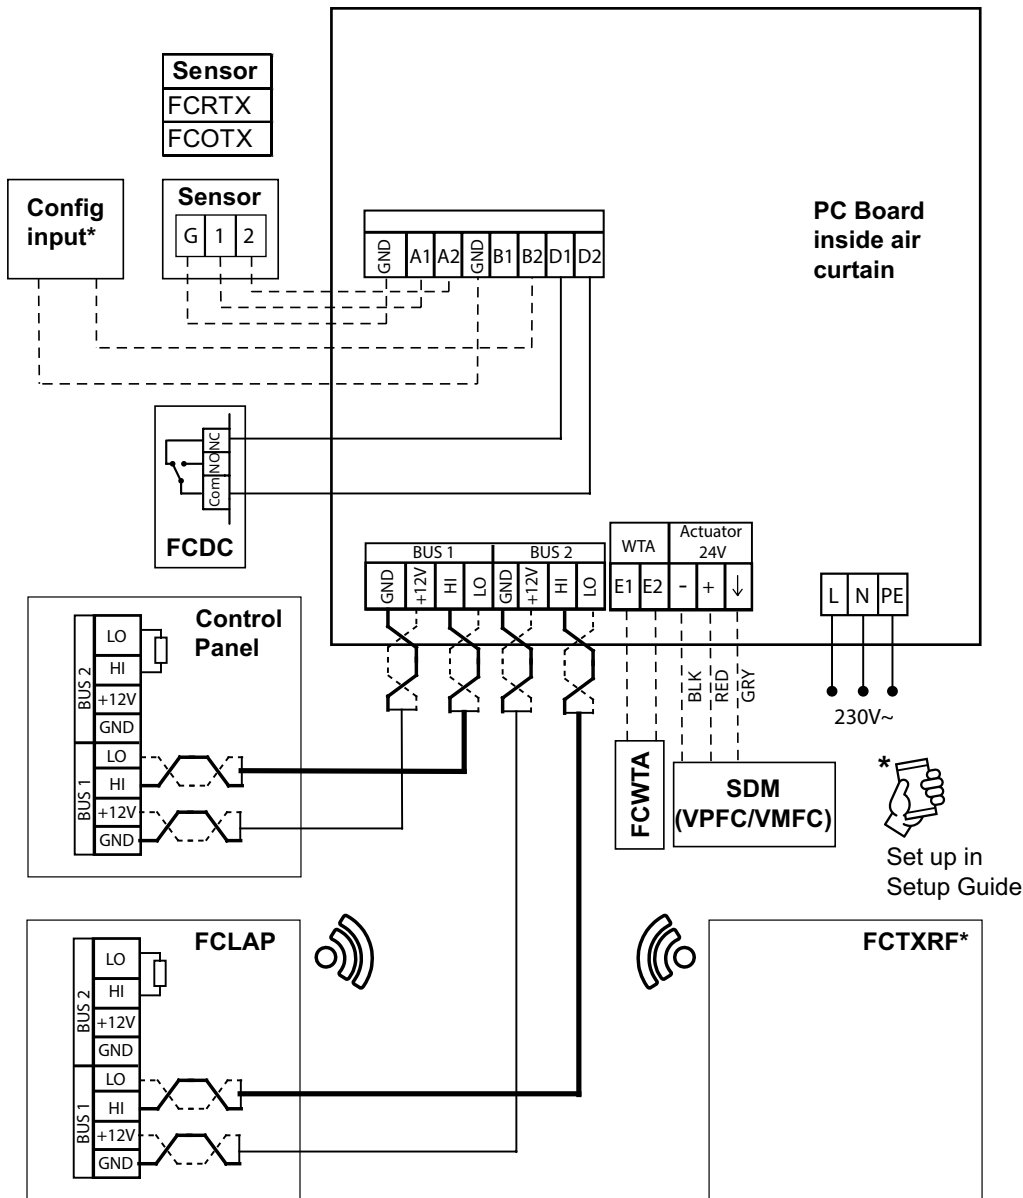 Sensor
FCRTX
FCOTX
Config
input*
Sensor
G 1 2
PC Board
inside air
curtain
GND A1 A2 GND B1 B2 D1 D2
NC
NO
Com
FCDC
BUS 1 BUS 2
GND +12V HI LO GND +12V HI LO
WTA
E1 E2
Actuator
24V
- + ↓
L N PE
BLK
RED
GRY
230V~
FCWTA
SDM
(VPFC/VMFC)
*
Set up in
Setup Guide
Control
Panel
BUS 2
LO
HI
+12V
GND
BUS 1
LO
HI
+12V
GND
FCLAP
BUS 2
LO
HI
+12V
GND
BUS 1
LO
HI
+12V
GND
FCTXRF*